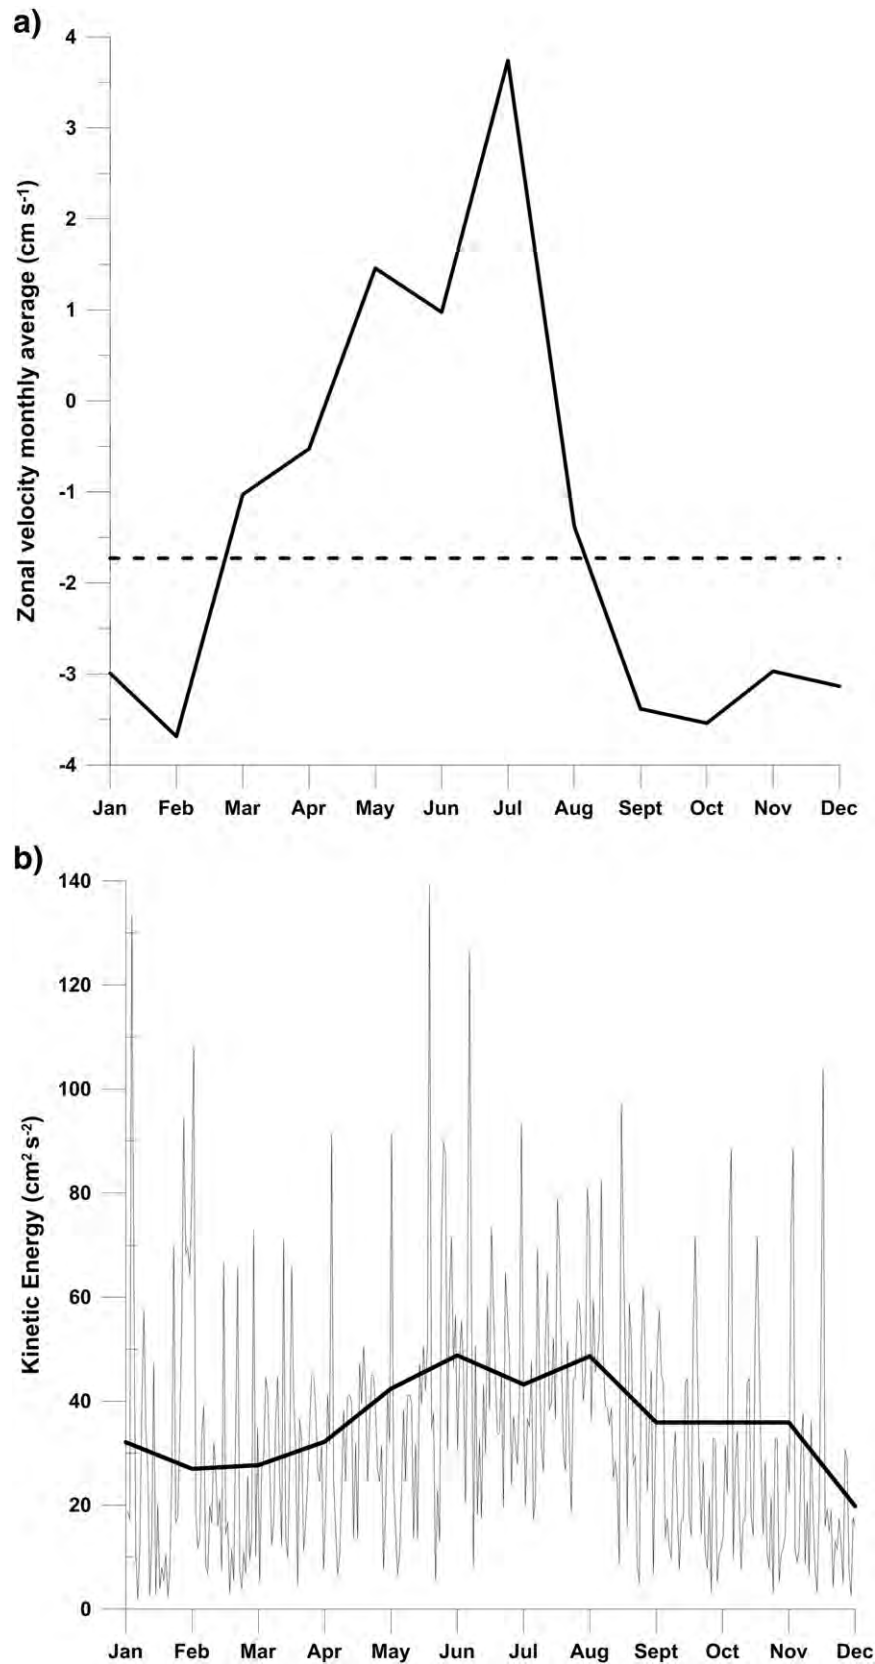 a)
Zonal velocity monthly average (cm s-1)
4
3
2
1
0
-1
-2
-3
-4
Jan Feb Mar Apr May Jun Jul Aug Sept Oct Nov Dec
b)
Kinetic Energy (cm² s-²)
140
120
100
80
60
40
20
0
Jan Feb Mar Apr May Jun Jul Aug Sept Oct Nov Dec